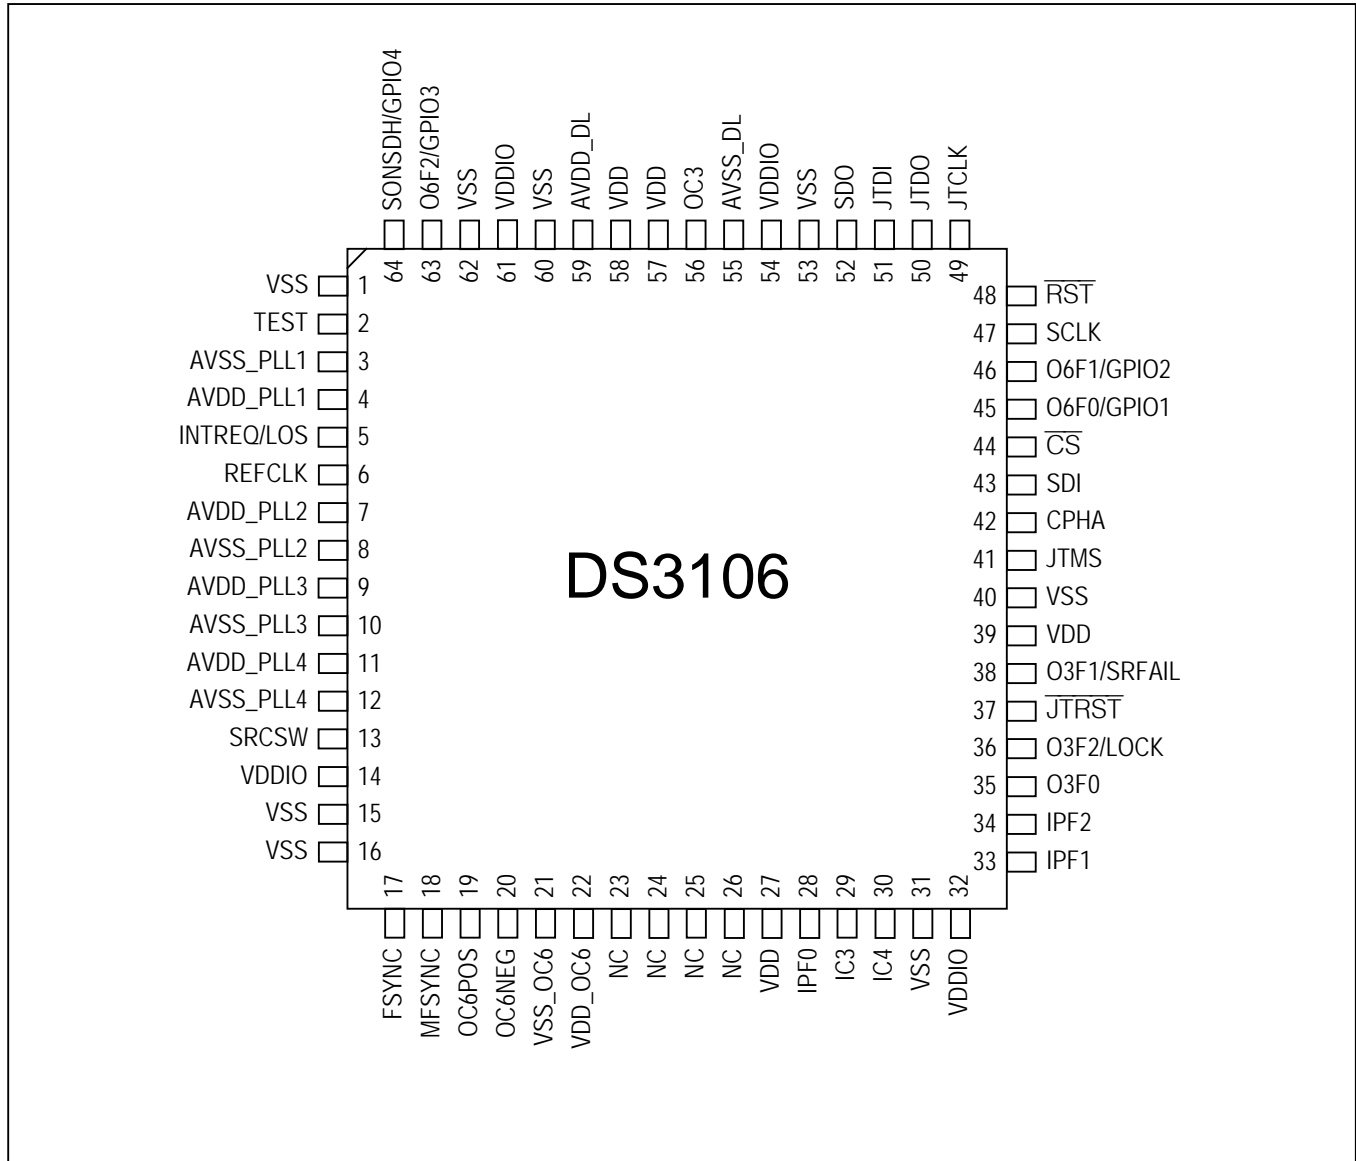 SONSDH/GPIO4
O6F2/GPIO3
VSS
VDDIO
VSS
AVDD_DL
VDD
VDD
OC3
AVSS_DL
VDDIO
VSS
SDO
JTDI
JTDO
JTCLK
64
63
62
61
60
59
58
57
56
55
54
53
52
51
50
49
VSS 1
TEST 2
AVSS_PLL1 3
AVDD_PLL1 4
INTREQ/LOS 5
REFCLK 6
AVDD_PLL2 7
AVSS_PLL2 8
AVDD_PLL3 9
AVSS_PLL3 10
AVDD_PLL4 11
AVSS_PLL4 12
SRCSW 13
VDDIO 14
VSS 15
VSS 16
DS3106
48 R̅S̅T̅
47 SCLK
46 O6F1/GPIO2
45 O6F0/GPIO1
44 C̅S̅
43 SDI
42 CPHA
41 JTMS
40 VSS
39 VDD
38 O3F1/SRFAIL
37 J̅T̅R̅S̅T̅
36 O3F2/LOCK
35 O3F0
34 IPF2
33 IPF1
17
18
19
20
21
22
23
24
25
26
27
28
29
30
31
32
FSYNC
MFSYNC
OC6POS
OC6NEG
VSS_OC6
VDD_OC6
NC
NC
NC
NC
VDD
IPF0
IC3
IC4
VSS
VDDIO